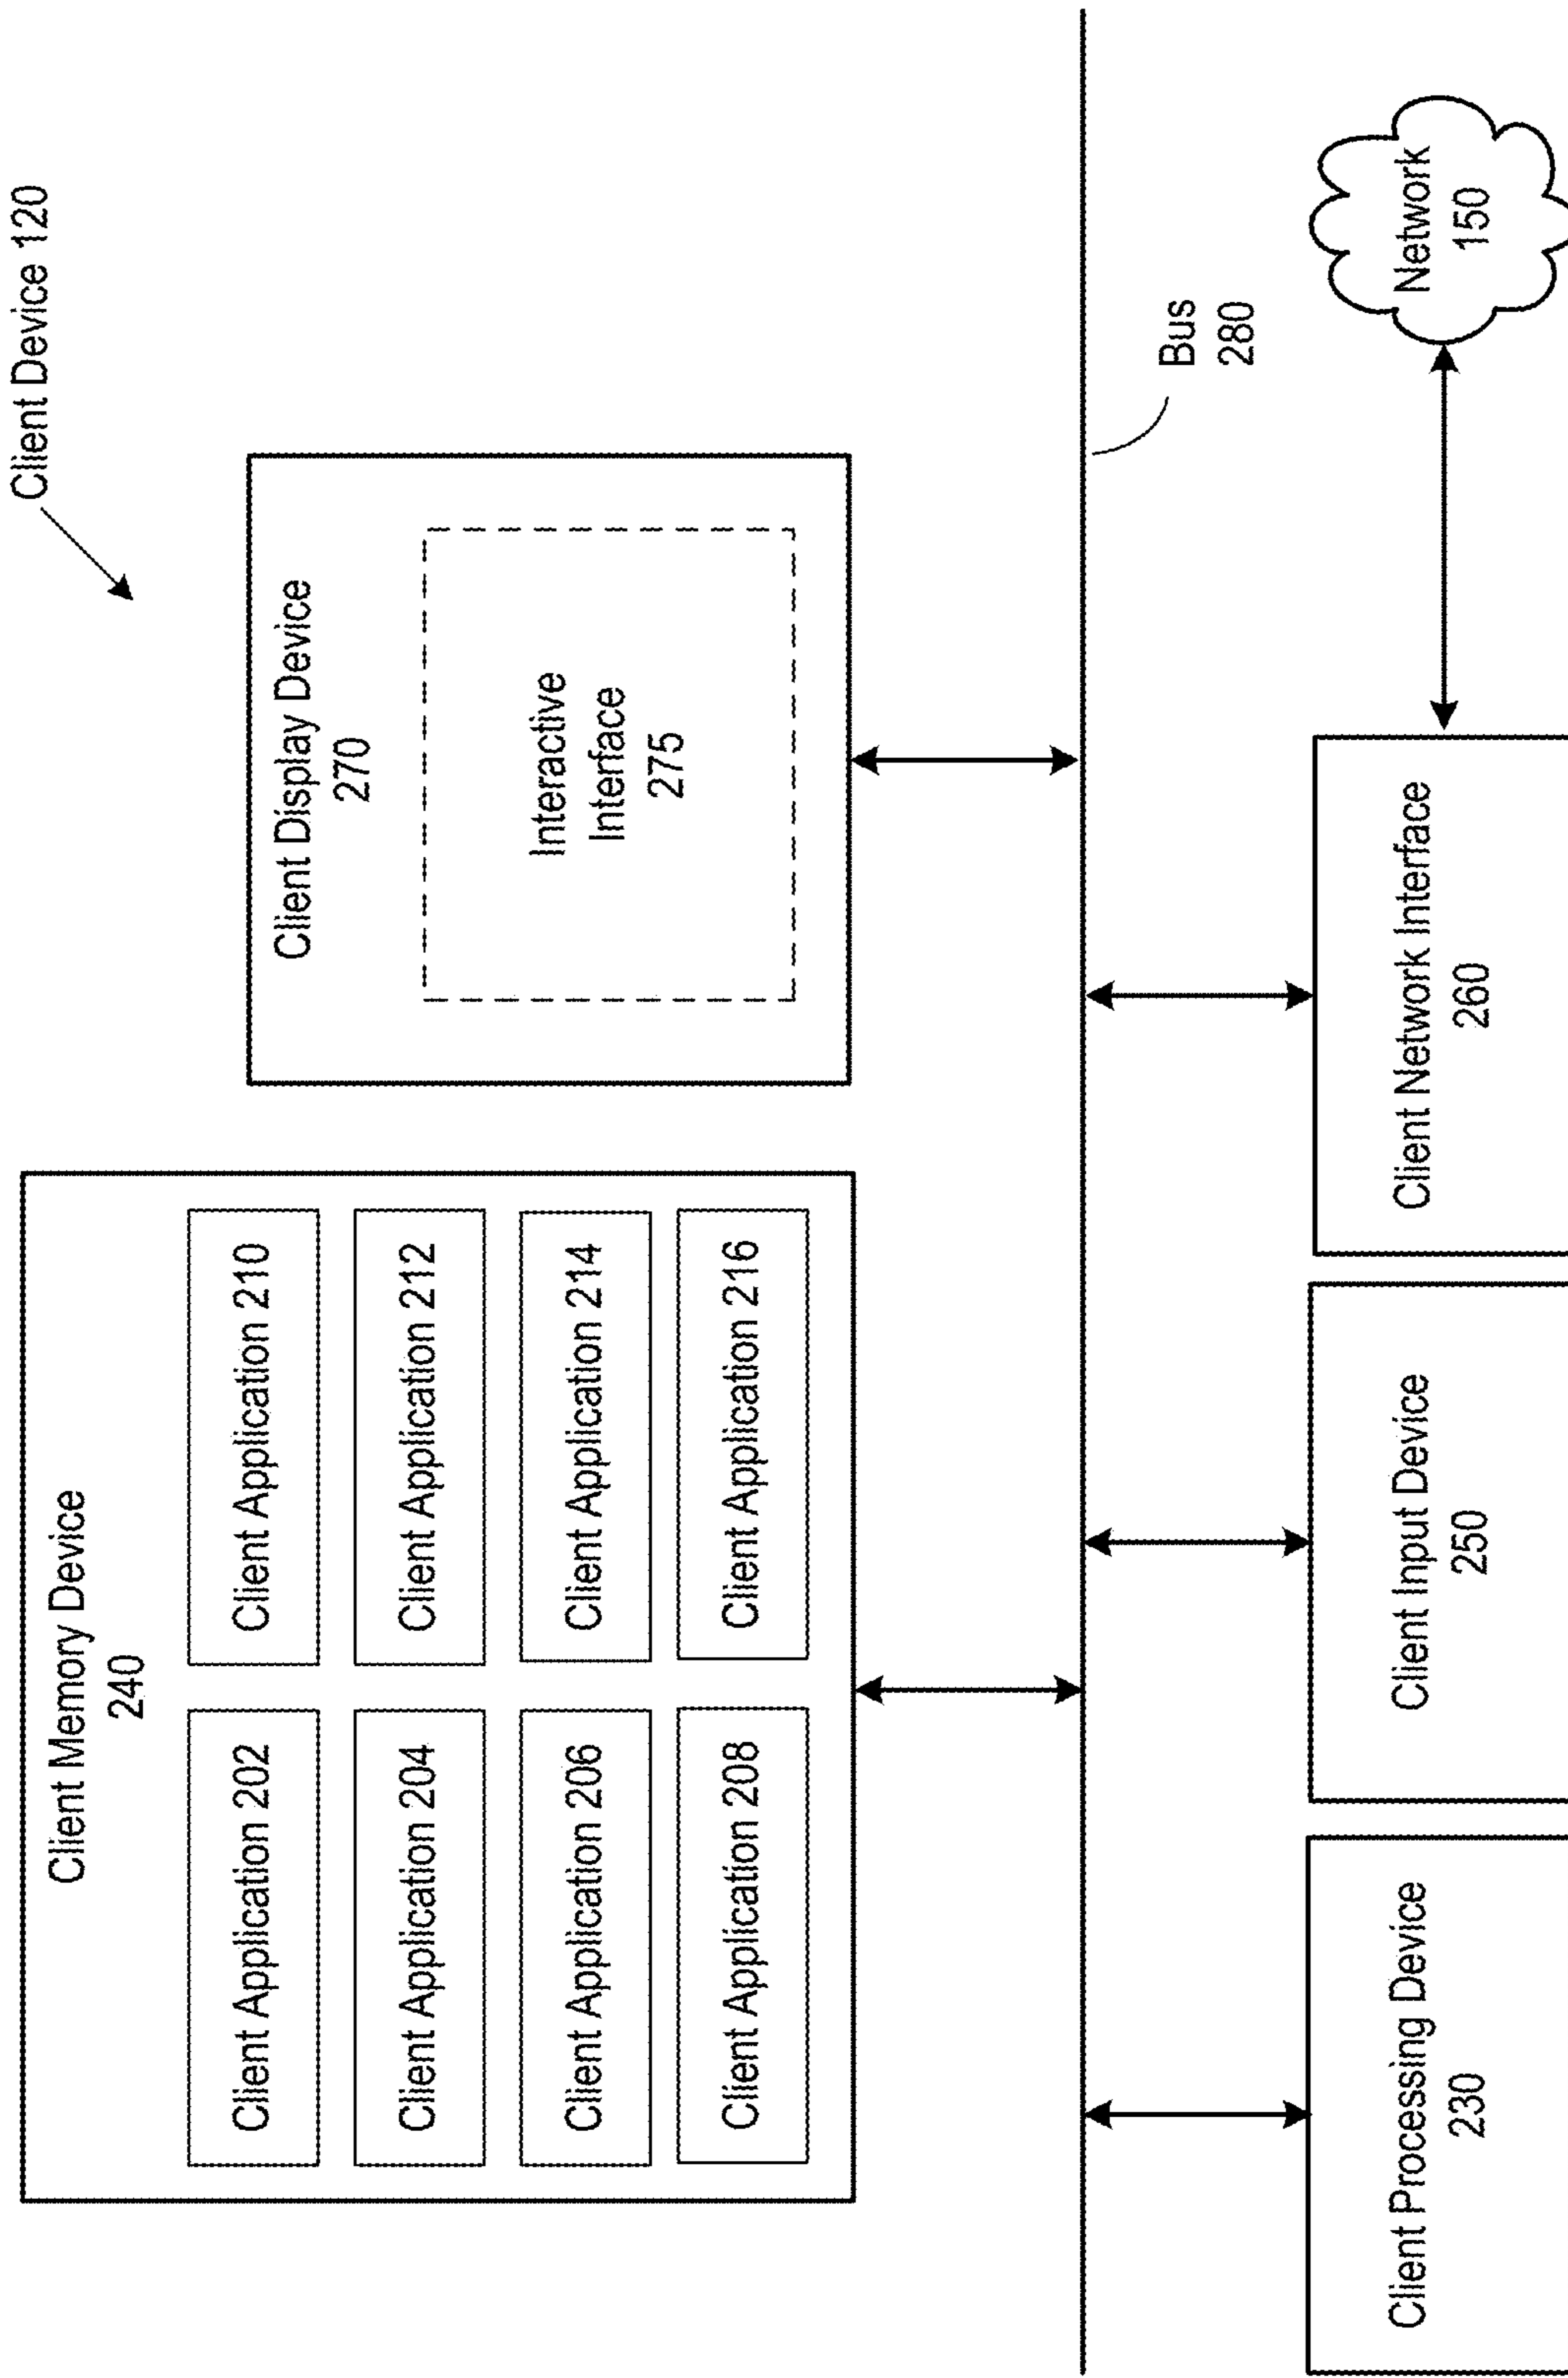 Client Device 120
Client Memory Device
240
Client Application 202
Client Application 210
Client Application 204
Client Application 212
Client Application 206
Client Application 214
Client Application 208
Client Application 216
Client Display Device
270
Interactive
Interface
275
Bus
280
Client Processing Device
230
Client Input Device
250
Client Network Interface
260
Network
150